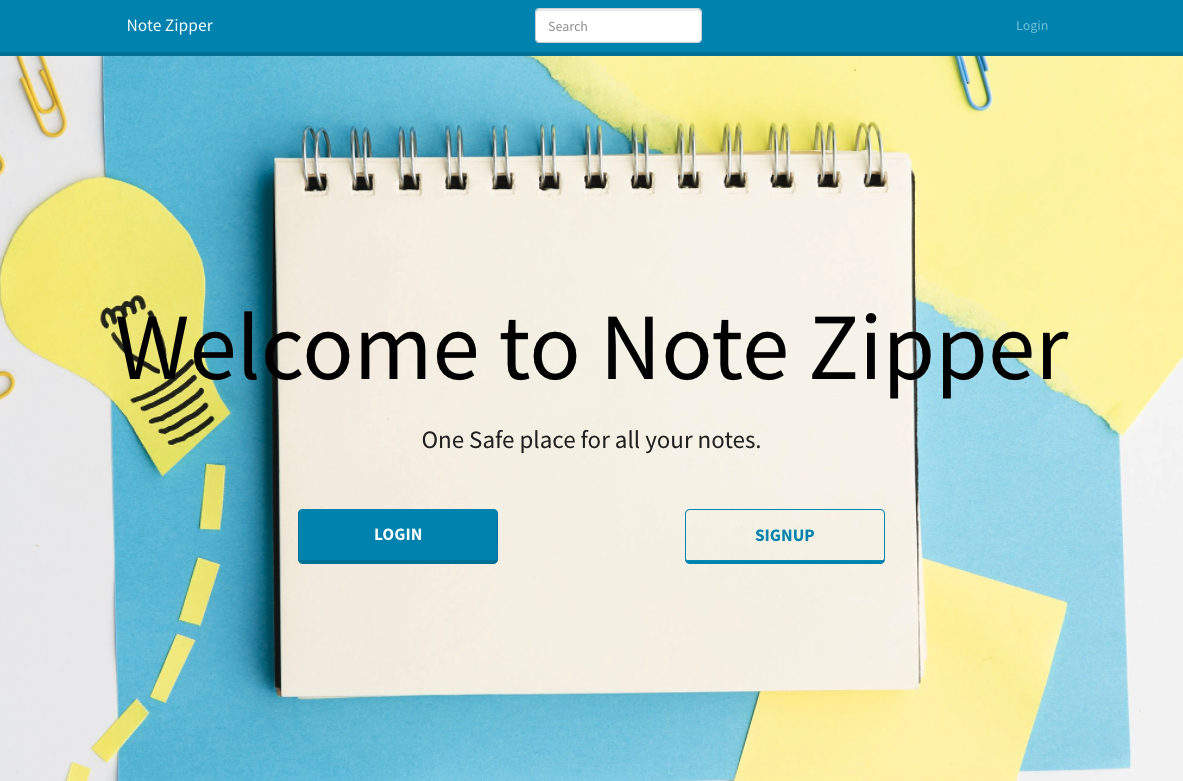 Note Zipper
Search
Login
Welcome to Note Zipper
One Safe place for all your notes.
LOGIN
SIGNUP